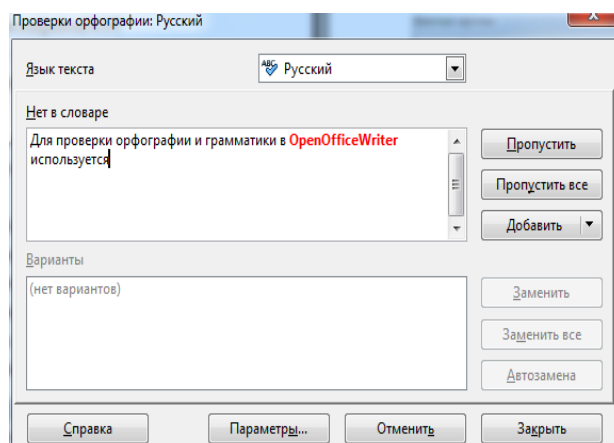 Проверки орфографии: Русский
Язык текста
ABC Русский
Нет в словаре
Для проверки орфографии и грамматики в OpenOfficeWriter
используется
Пропустить
Пропустить все
Добавить
Варианты
(нет вариантов)
Заменить
Заменить все
Автозамена
Справка
Параметры...
Отменить
Закрыть